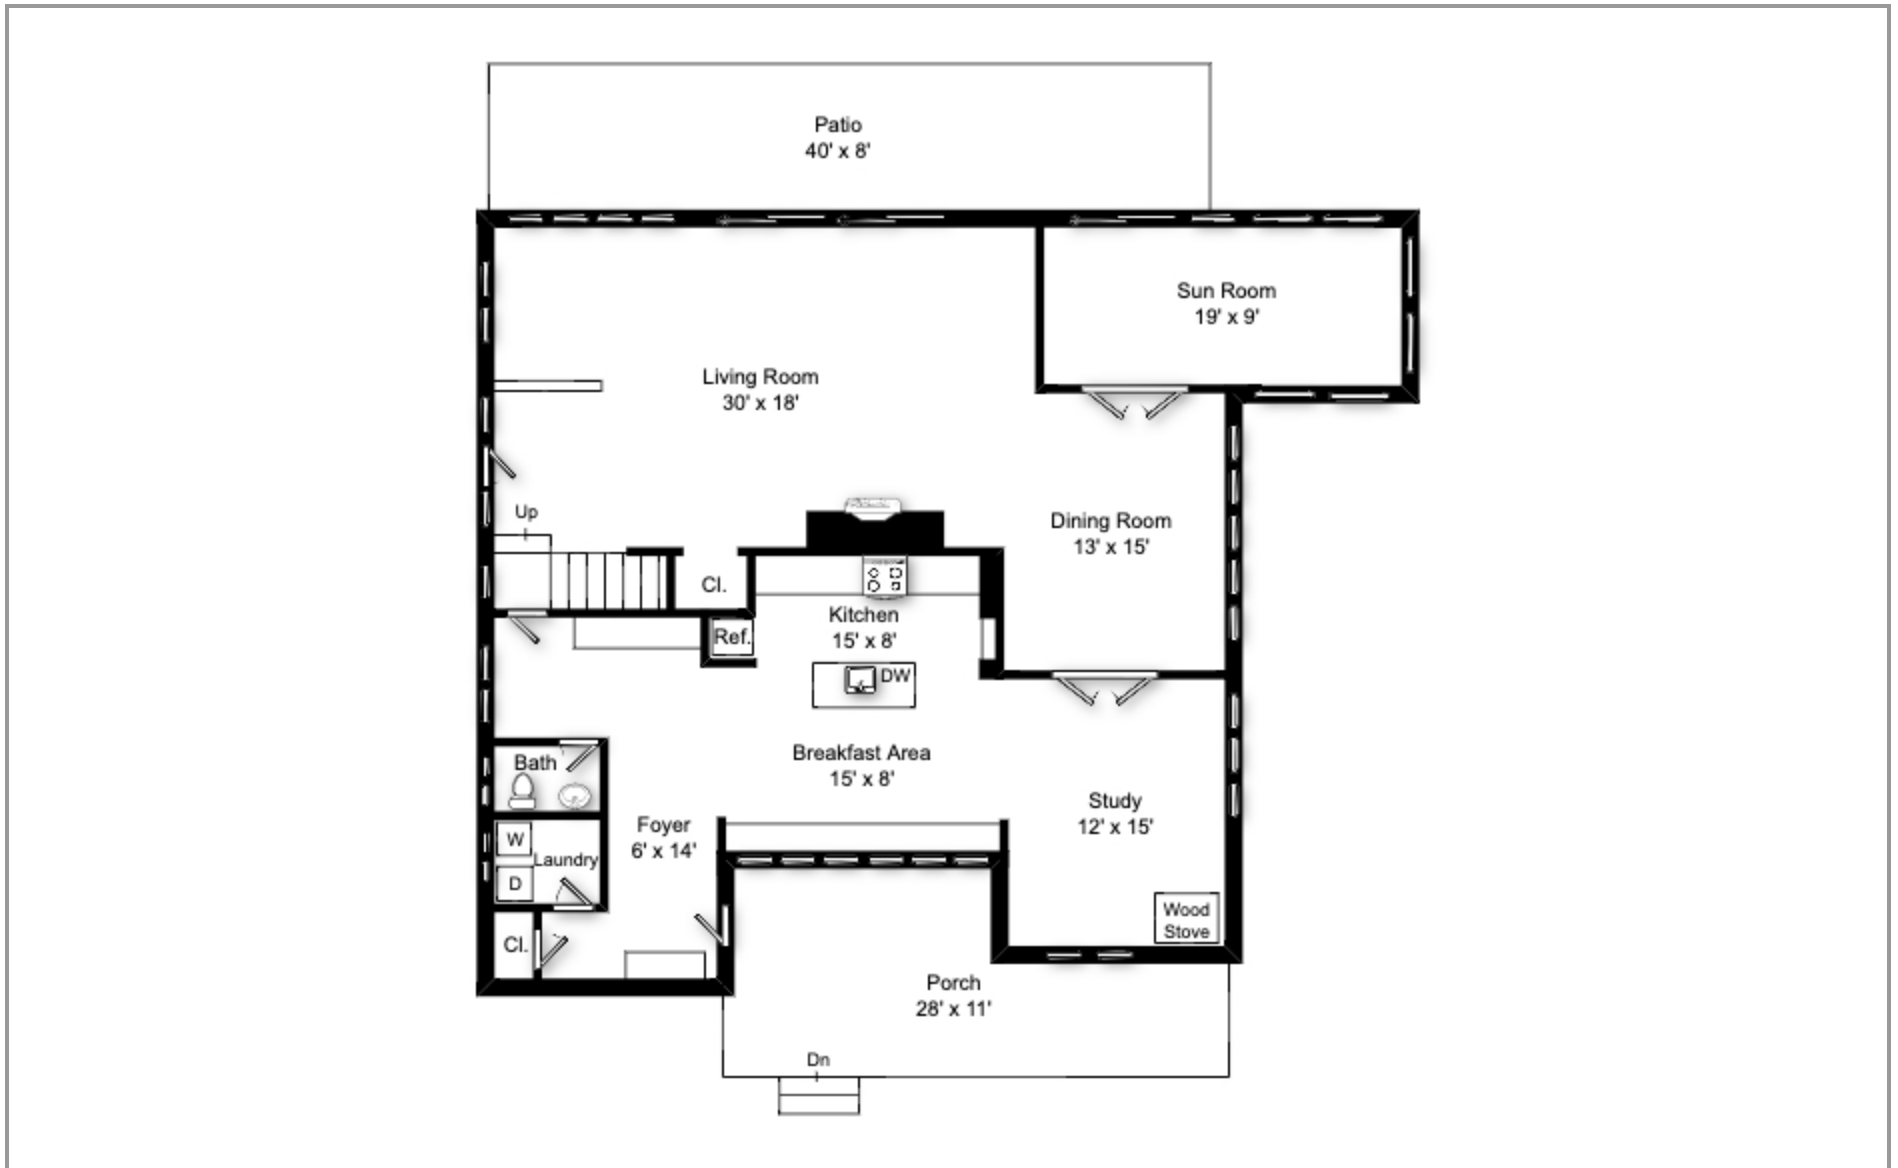 Patio
40' x 8'
Sun Room
19' x 9'
Living Room
30' x 18'
Up
Dining Room
13' x 15'
Cl.
Kitchen
15' x 8'
Ref.
DW
Breakfast Area
15' x 8'
Bath
Study
12' x 15'
Foyer
6' x 14'
W
Laundry
D
Wood
Stove
Cl.
Porch
28' x 11'
Dn